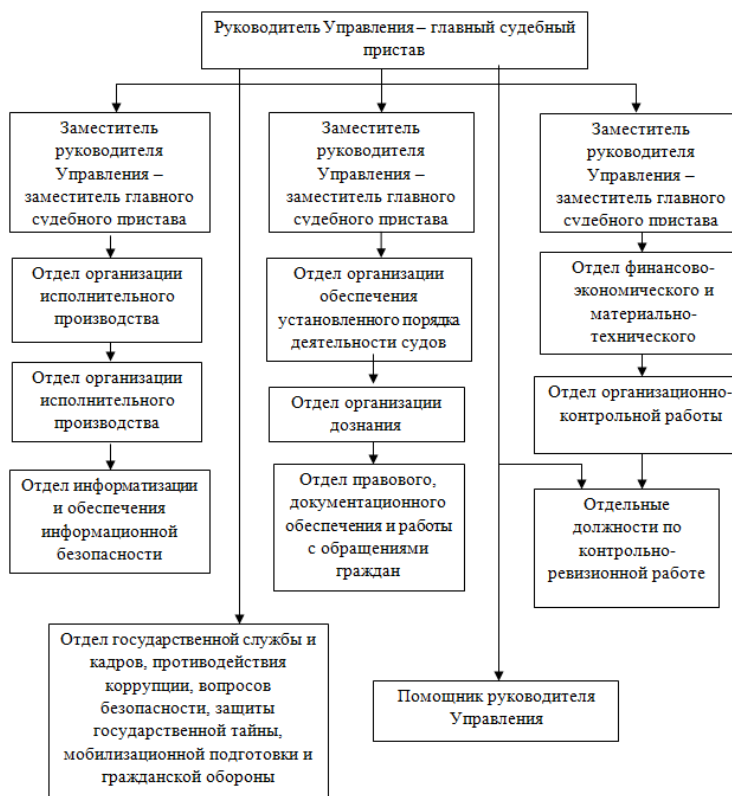 Руководитель Управления – главный судебный
пристав
Заместитель
руководителя
Управления –
заместитель главного
судебного пристава
Заместитель
руководителя
Управления –
заместитель главного
судебного пристава
Заместитель
руководителя
Управления –
заместитель главного
судебного пристава
Отдел организации
исполнительного
производства
Отдел организации
обеспечения
установленного порядка
деятельности судов
Отдел финансово-
экономического и
материально-
технического
Отдел организации
исполнительного
производства
Отдел организации
дознания
Отдел организационно-
контрольной работы
Отдел информатизации
и обеспечения
информационной
безопасности
Отдел правового,
документационного
обеспечения и работы
с обращениями
граждан
Отдельные
должности по
контрольно-
ревизионной работе
Отдел государственной службы и
кадров, противодействия
коррупции, вопросов
безопасности, защиты
государственной тайны,
мобилизационной подготовки и
гражданской обороны
Помощник руководителя
Управления